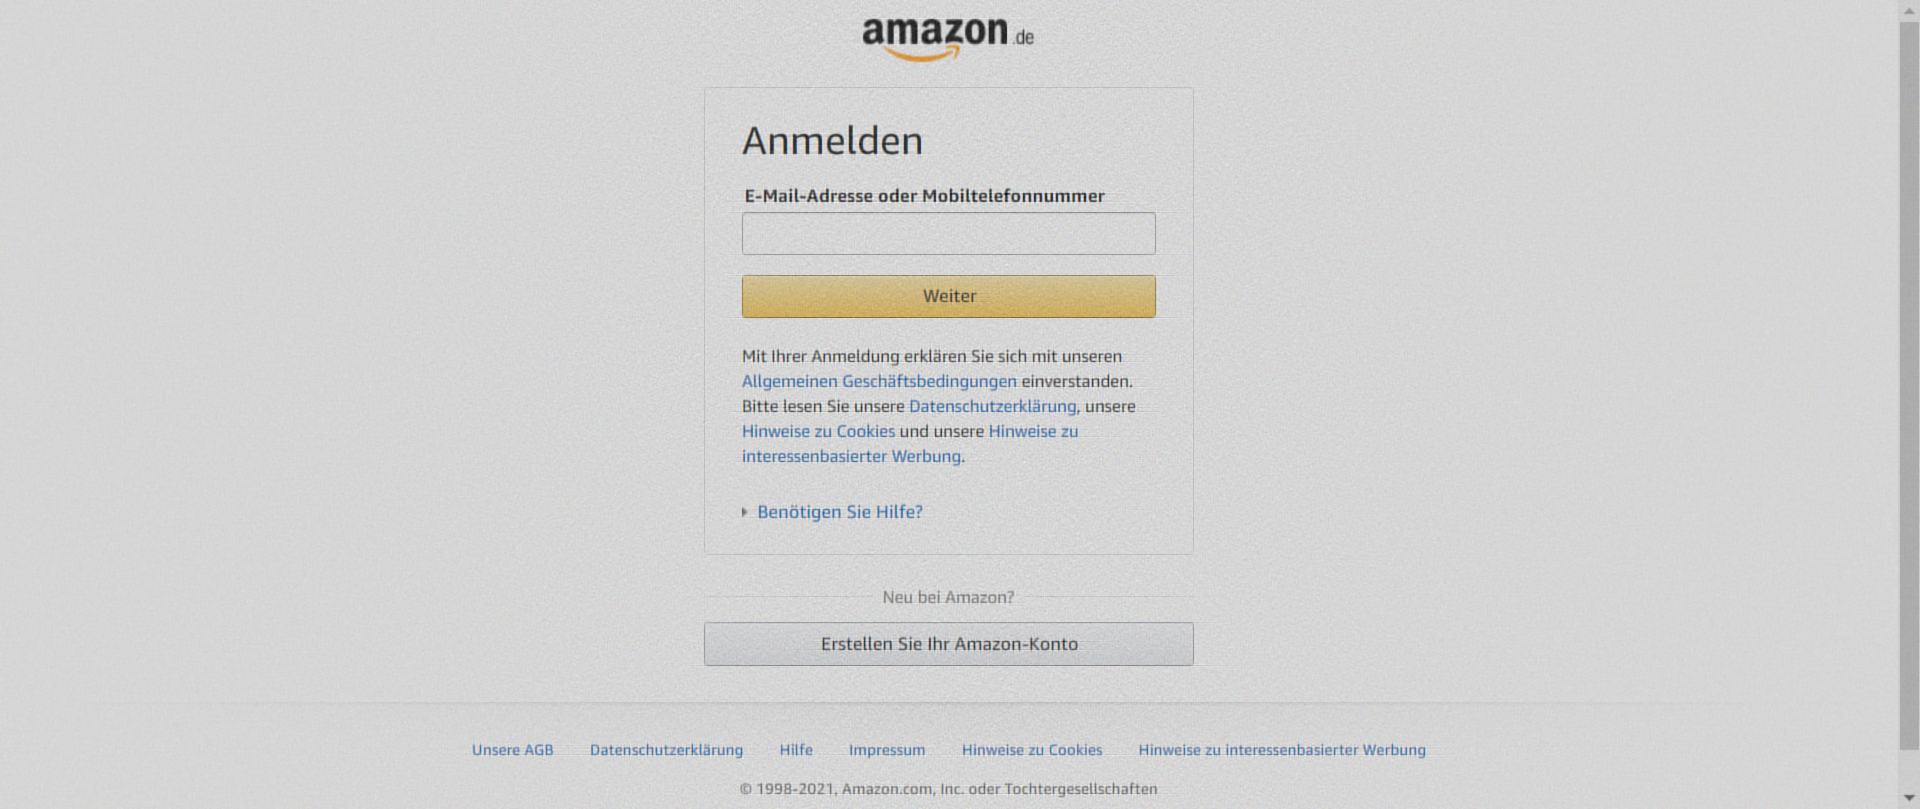 amazon.de
Anmelden
E-Mail-Adresse oder Mobiltelefonnummer
Weiter
Mit Ihrer Anmeldung erklären Sie sich mit unseren
Allgemeinen Geschäftsbedingungen einverstanden.
Bitte lesen Sie unsere Datenschutzerklärung, unsere
Hinweise zu Cookies und unsere Hinweise zu
interessenbasierter Werbung.
Benötigen Sie Hilfe?
Neu bei Amazon?
Erstellen Sie Ihr Amazon-Konto
Unsere AGB Datenschutzerklärung Hilfe Impressum Hinweise zu Cookies Hinweise zu interessenbasierter Werbung
© 1998-2021, Amazon.com, Inc. oder Tochtergesellschaften